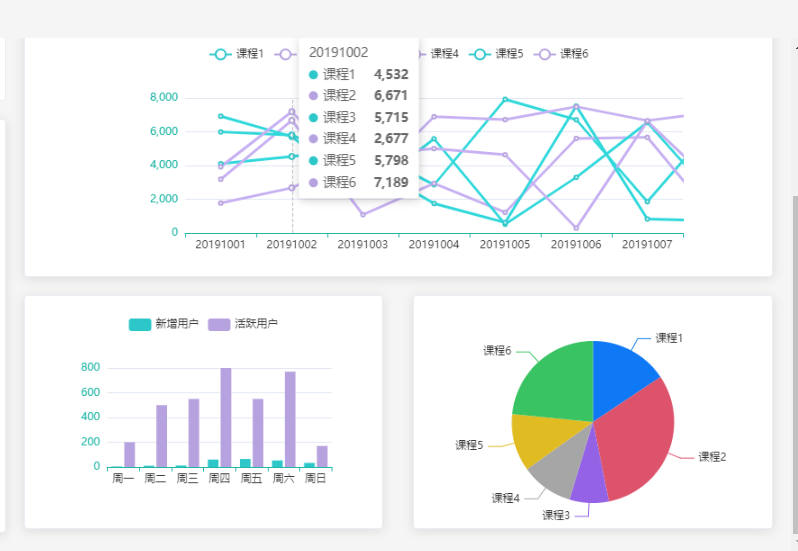 课程1
课程4
课程5
课程6
20191002
课程1 4,532
课程2 6,671
课程3 5,715
课程4 2,677
课程5 5,798
课程6 7,189
8,000
6,000
4,000
2,000
0
20191001 20191002 20191003 20191004 20191005 20191006 20191007
新增用户 活跃用户
800
600
400
200
0
周一 周二 周三 周四 周五 周六 周日
课程6
课程1
课程5
课程2
课程4
课程3